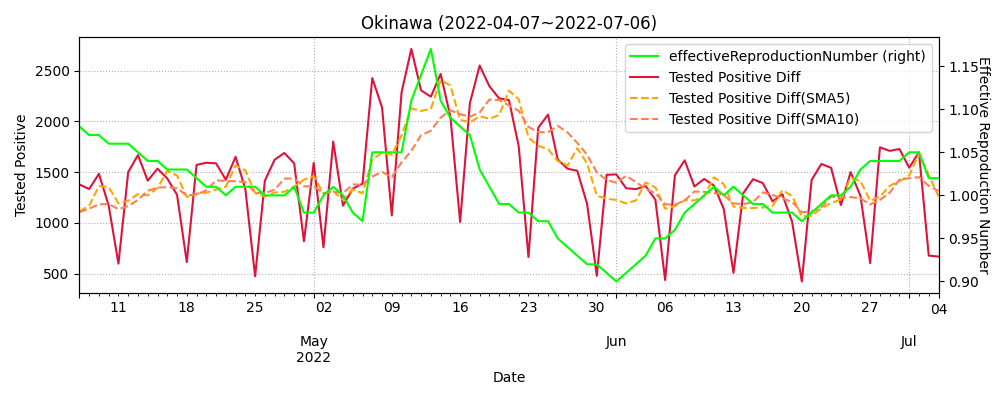 Okinawa (2022-04-07~2022-07-06)
effectiveReproductionNumber (right)
Tested Positive Diff
Tested Positive Diff(SMA5)
Tested Positive Diff(SMA10)
Tested Positive
2500
2000
1500
1000
500
1.15
1.10
1.05
1.00
0.95
0.90
Effective Reproduction Number
11 18 25 02 09 16 23 30 06 13 20 27 04
May Jun Jul
2022
Date